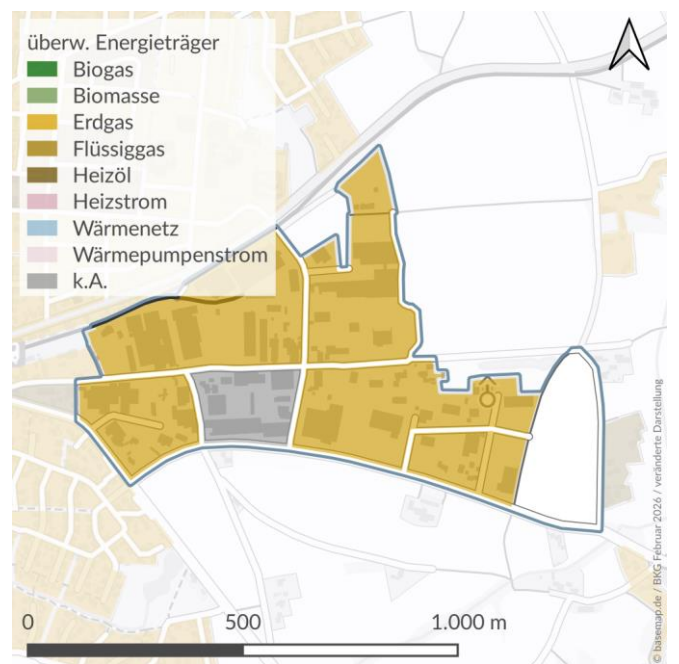 überw. Energieträger
Biogas
Biomasse
Erdgas
Flüssiggas
Heizöl
Heizstrom
Wärmenetz
Wärmepumpenstrom
k.A.
© basemap.de / BKG Februar 2026 / veränderte Darstellung
0 500 1.000 m